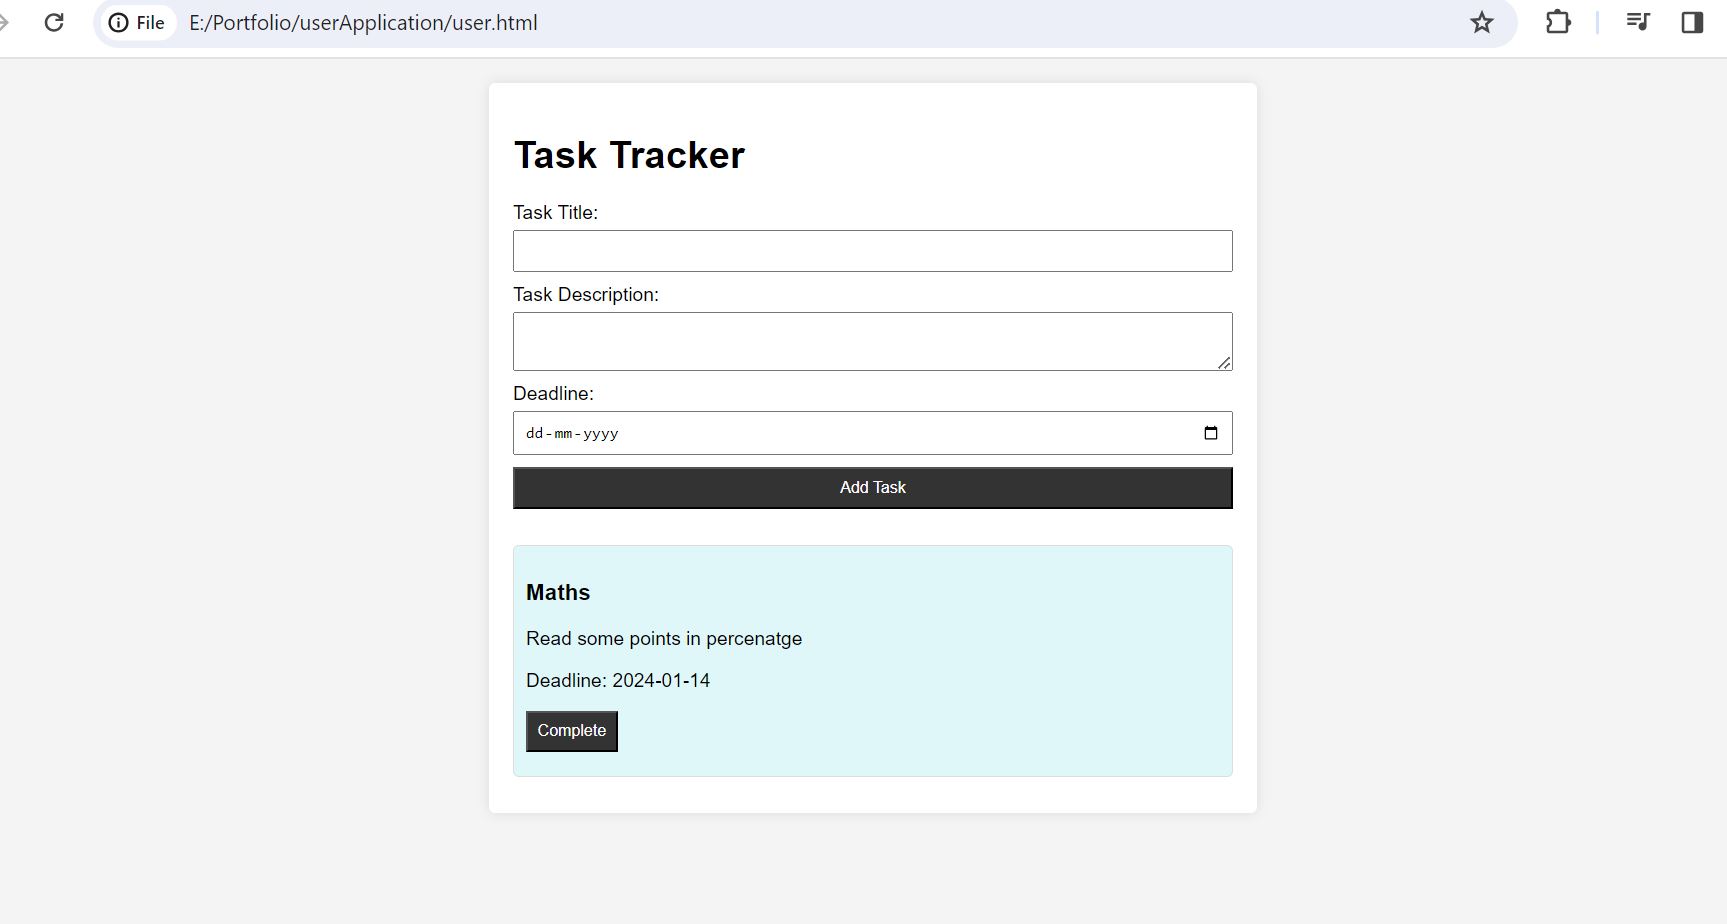 File E:/Portfolio/userApplication/user.html
Task Tracker
Task Title:
Task Description:
Deadline:
dd-mm-yyyy
Add Task
Maths
Read some points in percenatge
Deadline: 2024-01-14
Complete